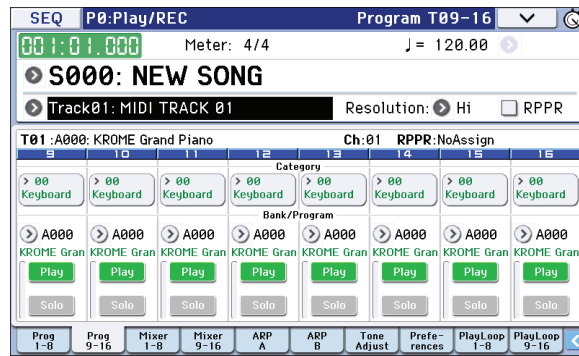 SEQ P0:Play/REC Program T09-16
001:01.000 Meter: 4/4 ♩= 120.00
S000: NEW SONG
Track01: MIDI TRACK 01 Resolution: Hi RPPR
T01 :A000: KROME Grand Piano Ch:01 RPPR:NoAssign
9 10 11 12 13 14 15 16
Category
00 00 00 00 00 00 00 00
Keyboard Keyboard Keyboard Keyboard Keyboard Keyboard Keyboard Keyboard
Bank/Program
A000 A000 A000 A000 A000 A000 A000 A000
KROME Gran KROME Gran KROME Gran KROME Gran KROME Gran KROME Gran KROME Gran KROME Gran
Play Play Play Play Play Play Play Play
Solo Solo Solo Solo Solo Solo Solo Solo
Prog Prog Mixer Mixer ARP ARP Tone Prefe- PlayLoop PlayLoop
1-8 9-16 1-8 9-16 A B Adjust rences 1-8 9-16